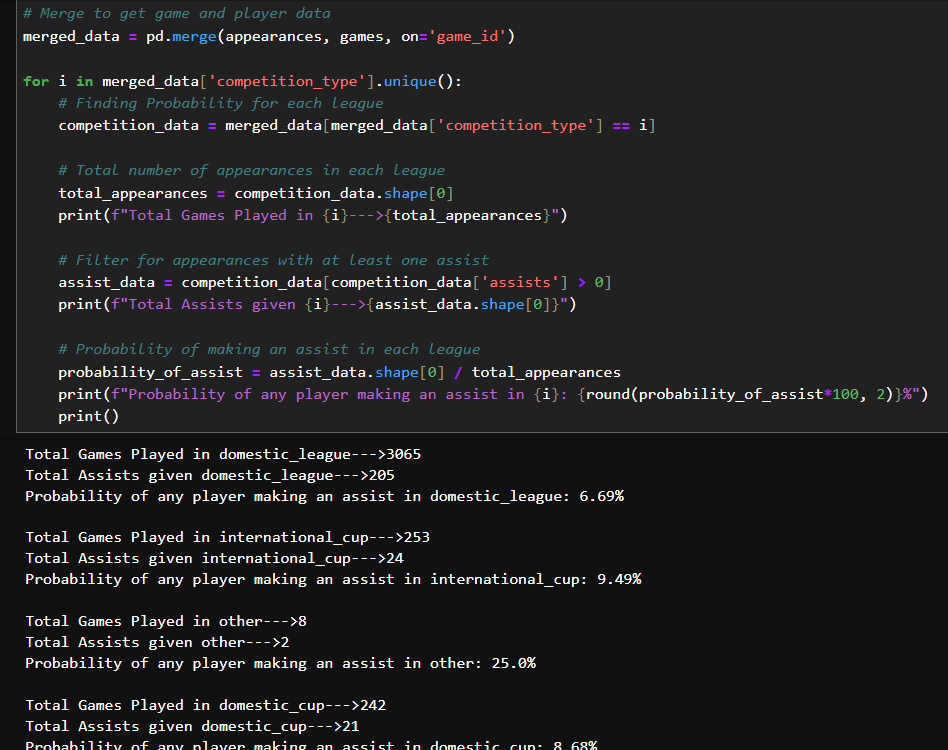 # Merge to get game and player data
merged_data = pd.merge(appearances, games, on='game_id')
for i in merged_data['competition_type'].unique():
# Finding Probability for each league
competition_data = merged_data[merged_data['competition_type'] == i]
# Total number of appearances in each league
total_appearances = competition_data.shape[0]
print(f"Total Games Played in {i}--->{total_appearances}")
# Filter for appearances with at least one assist
assist_data = competition_data[competition_data['assists'] > 0]
print(f"Total Assists given {i}--->{assist_data.shape[0]}")
# Probability of making an assist in each league
probability_of_assist = assist_data.shape[0] / total_appearances
print(f"Probability of any player making an assist in {i}: {round(probability_of_assist*100, 2)}%")
print()
Total Games Played in domestic_league--->3065
Total Assists given domestic_league--->205
Probability of any player making an assist in domestic_league: 6.69%
Total Games Played in international_cup--->253
Total Assists given international_cup--->24
Probability of any player making an assist in international_cup: 9.49%
Total Games Played in other--->8
Total Assists given other--->2
Probability of any player making an assist in other: 25.0%
Total Games Played in domestic_cup--->242
Total Assists given domestic_cup--->21
Probability of any player making an assist in domestic_cup: 8.68%